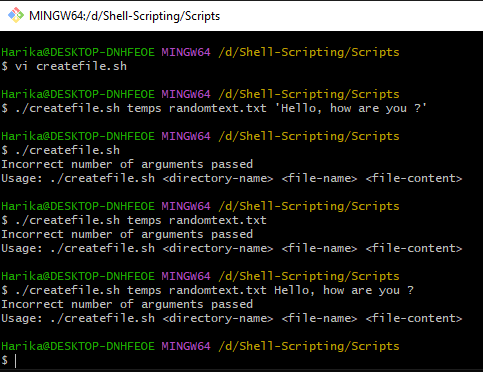 MINGW64:/d/Shell-Scripting/Scripts
Harika@DESKTOP-DNHFEOE MINGW64 /d/Shell-Scripting/Scripts
$ vi createfile.sh
Harika@DESKTOP-DNHFEOE MINGW64 /d/Shell-Scripting/Scripts
$ ./createfile.sh temps randomtext.txt 'Hello, how are you ?'
Harika@DESKTOP-DNHFEOE MINGW64 /d/Shell-Scripting/Scripts
$ ./createfile.sh
Incorrect number of arguments passed
Usage: ./createfile.sh <directory-name> <file-name> <file-content>
Harika@DESKTOP-DNHFEOE MINGW64 /d/Shell-Scripting/Scripts
$ ./createfile.sh temps randomtext.txt
Incorrect number of arguments passed
Usage: ./createfile.sh <directory-name> <file-name> <file-content>
Harika@DESKTOP-DNHFEOE MINGW64 /d/Shell-Scripting/Scripts
$ ./createfile.sh temps randomtext.txt Hello, how are you ?
Incorrect number of arguments passed
Usage: ./createfile.sh <directory-name> <file-name> <file-content>
Harika@DESKTOP-DNHFEOE MINGW64 /d/Shell-Scripting/Scripts
$